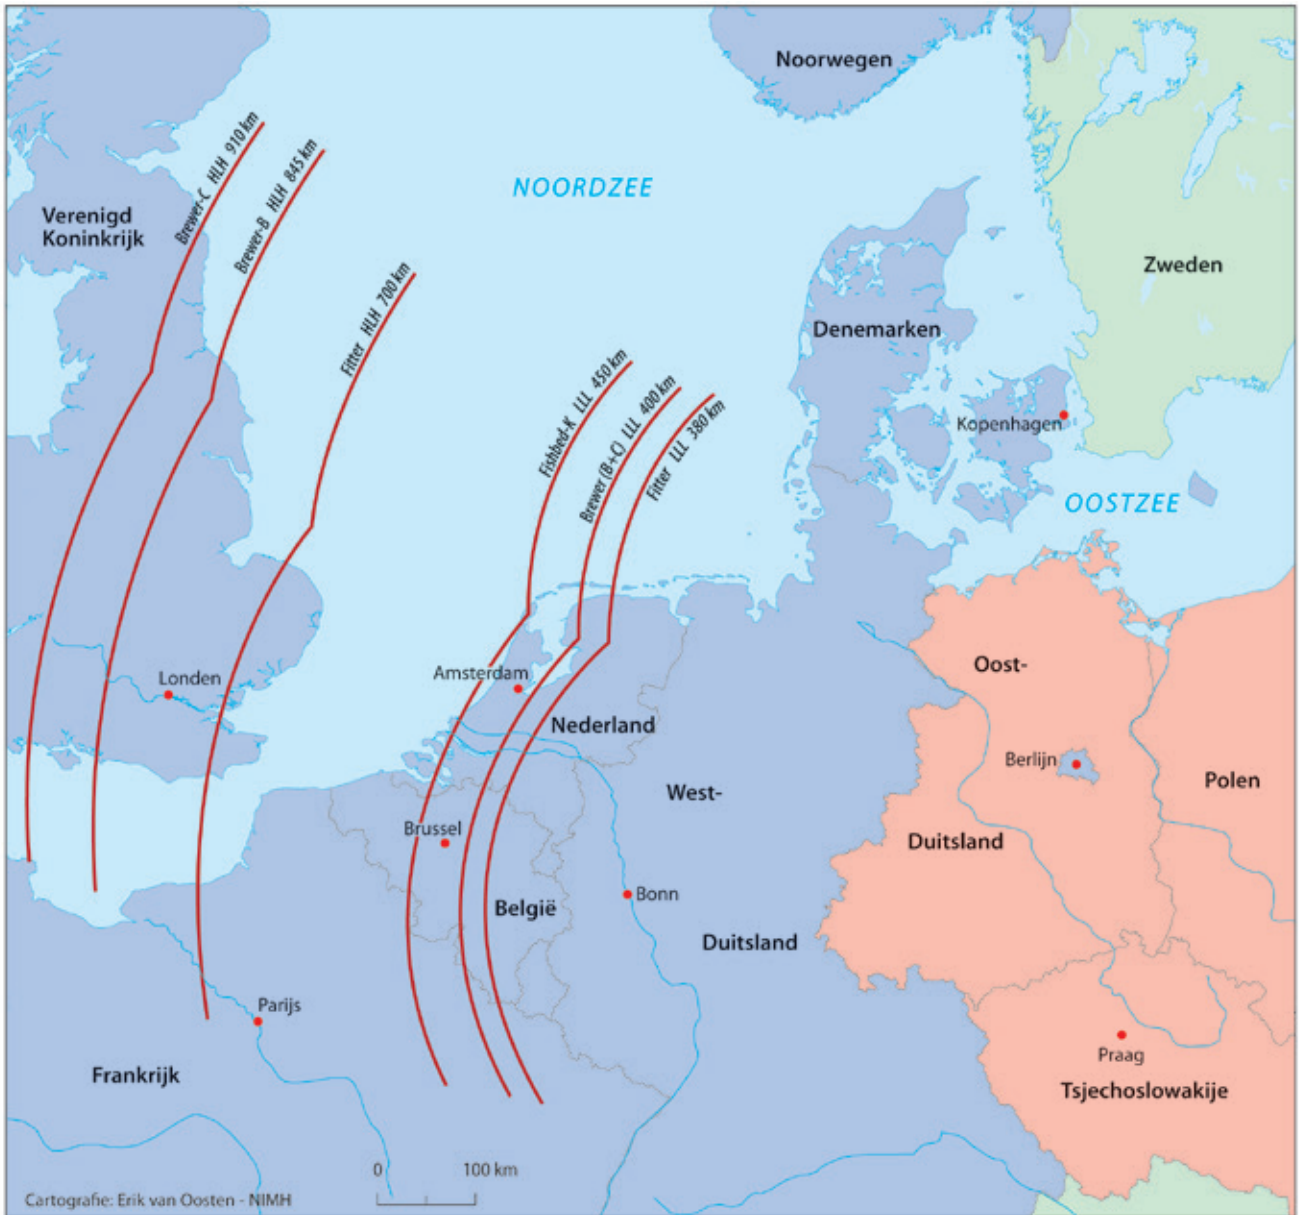 Noorwegen
NOORDZEE
Verenigd
Koninkrijk
Brewer-C HLH 910 km
Brewer-B HLH 845 km
Fitter HLH 700 km
Fishbed-K LLL 450 km
Brewer (B+C) LLL 400 km
Fitter LLL 380 km
Zweden
Denemarken
Kopenhagen
OOSTZEE
Londen
Amsterdam
Nederland
Oost-
Duitsland
Berlijn
Polen
West-
Duitsland
Brussel
België
Bonn
Parijs
Frankrijk
Praag
Tsjechoslowakije
0 100 km
Cartografie: Erik van Oosten - NIMH